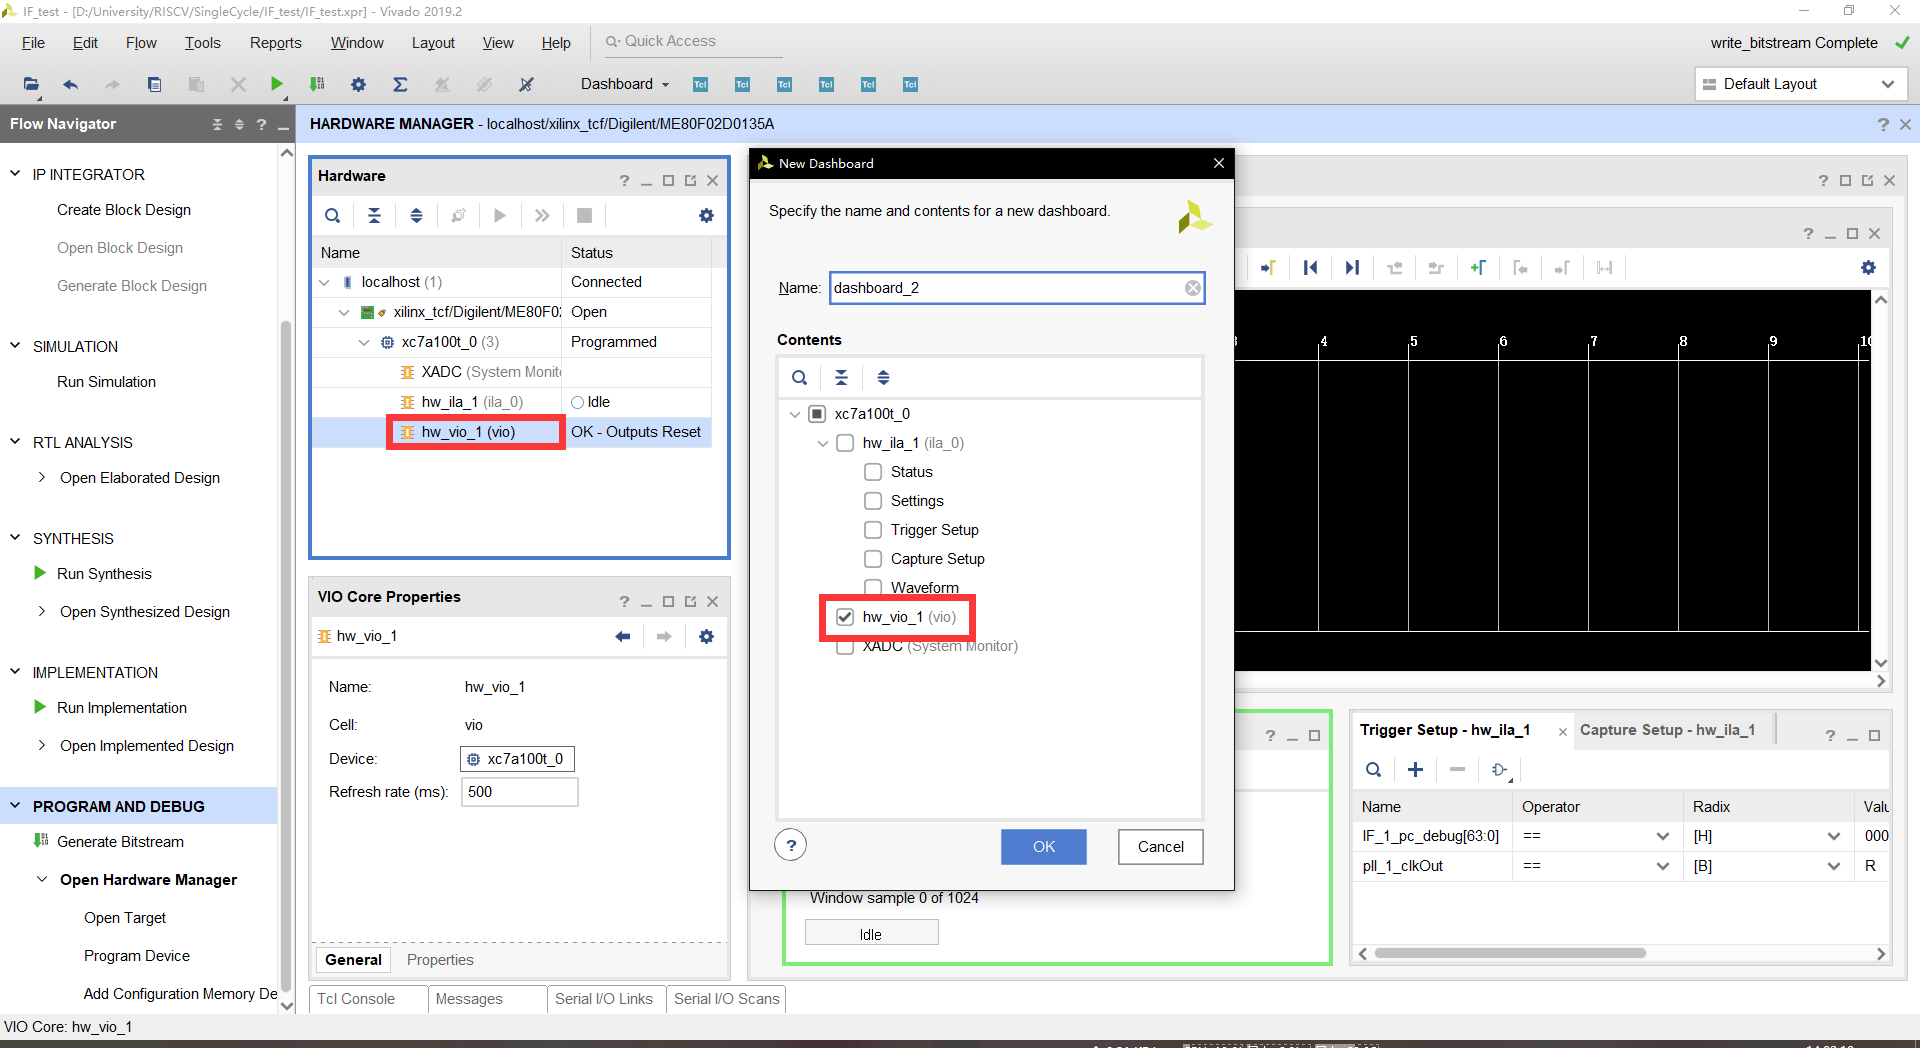 IF_test - [D:/University/RISCV/SingleCycle/IF_test/IF_test.xpr] - Vivado 2019.2
File Edit Flow Tools Reports Window Layout View Help Quick Access
write_bitstream Complete
Dashboard Tcl Tcl Tcl Tcl Tcl Tcl
Default Layout
Flow Navigator
IP INTEGRATOR
Create Block Design
Open Block Design
Generate Block Design
SIMULATION
Run Simulation
RTL ANALYSIS
Open Elaborated Design
SYNTHESIS
Run Synthesis
Open Synthesized Design
IMPLEMENTATION
Run Implementation
Open Implemented Design
PROGRAM AND DEBUG
Generate Bitstream
Open Hardware Manager
Open Target
Program Device
Add Configuration Memory De
HARDWARE MANAGER - localhost/xilinx_tcf/Digilent/ME80F02D0135A
Hardware
Name Status
localhost (1) Connected
xilinx_tcf/Digilent/ME80F02 Open
xc7a100t_0 (3) Programmed
XADC (System Monito
hw_ila_1 (ila_0) Idle
hw_vio_1 (vio) OK - Outputs Reset
VIO Core Properties
hw_vio_1
Name: hw_vio_1
Cell: vio
Device: xc7a100t_0
Refresh rate (ms): 500
General Properties
Tcl Console Messages Serial I/O Links Serial I/O Scans
New Dashboard
Specify the name and contents for a new dashboard.
Name: dashboard_2
Contents
xc7a100t_0
hw_ila_1 (ila_0)
Status
Settings
Trigger Setup
Capture Setup
Waveform
hw_vio_1 (vio)
XADC (System Monitor)
? OK Cancel
4 5 6 7 8 9 10
Window sample 0 of 1024
Idle
Trigger Setup - hw_ila_1 Capture Setup - hw_ila_1
Name Operator Radix Valu
IF_1_pc_debug[63:0] == [H] 000
pll_1_clkOut == [B] R
VIO Core: hw_vio_1